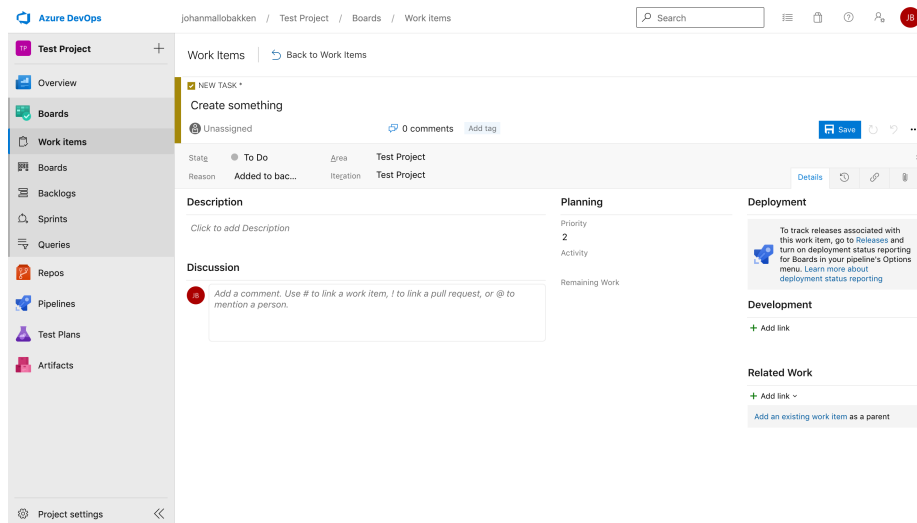 Azure DevOps
johanmallobakken / Test Project / Boards / Work items
Search
JB
TP Test Project
Overview
Boards
Work items
Boards
Backlogs
Sprints
Queries
Repos
Pipelines
Test Plans
Artifacts
Project settings
Work Items
Back to Work Items
NEW TASK *
Create something
Unassigned
0 comments
Add tag
Save
State To Do
Area Test Project
Reason Added to bac...
Iteration Test Project
Details
Description
Click to add Description
Discussion
JB
Add a comment. Use # to link a work item, ! to link a pull request, or @ to
mention a person.
Planning
Priority
2
Activity
Remaining Work
Deployment
To track releases associated with
this work item, go to Releases and
turn on deployment status reporting
for Boards in your pipeline's Options
menu. Learn more about
deployment status reporting
Development
+ Add link
Related Work
+ Add link
Add an existing work item as a parent